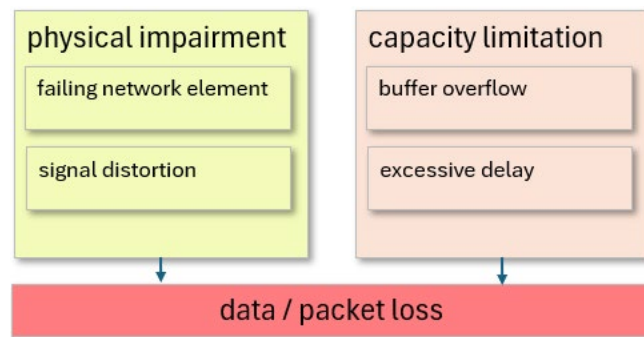 physical impairment
failing network element
signal distortion
capacity limitation
buffer overflow
excessive delay
data / packet loss